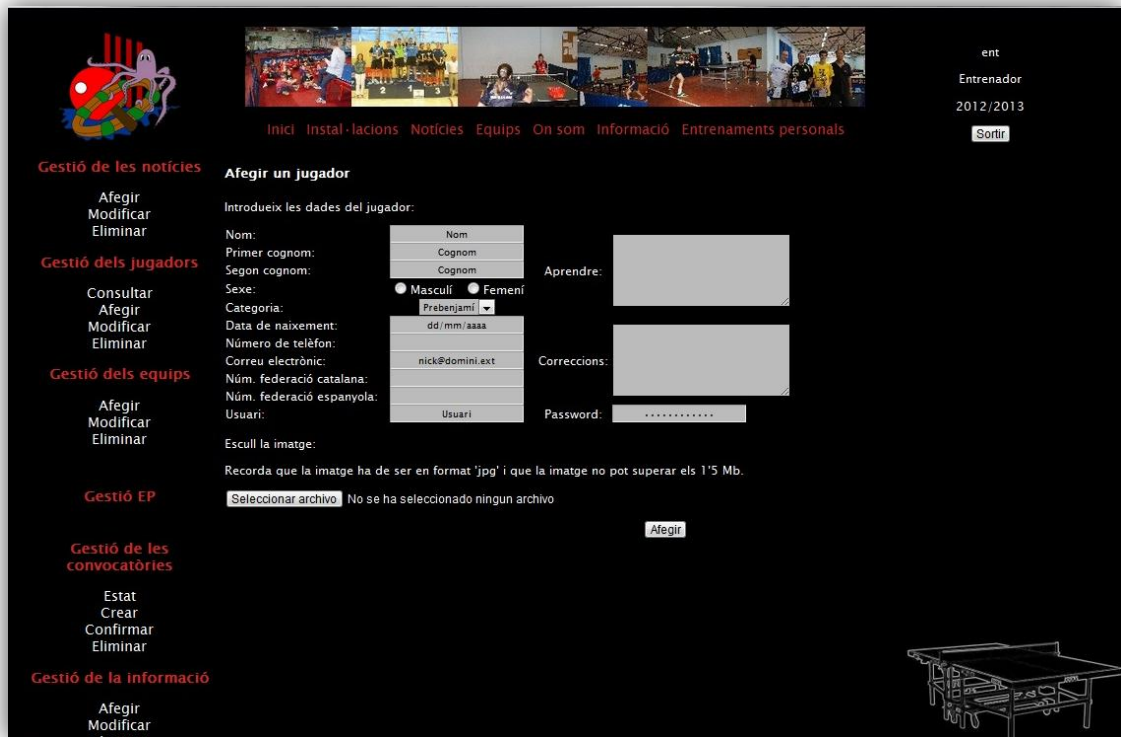 ent
Entrenador
2012/2013
Sortir
Inici Instal·lacions Notícies Equips On som Informació Entrenaments personals
Gestió de les notícies
Afegir
Modificar
Eliminar
Gestió dels jugadors
Consultar
Afegir
Modificar
Eliminar
Gestió dels equips
Afegir
Modificar
Eliminar
Gestió EP
Gestió de les
convocatòries
Estat
Crear
Confirmar
Eliminar
Gestió de la informació
Afegir
Modificar
Afegir un jugador
Introdueix les dades del jugador:
Nom: Nom
Primer cognom: Cognom
Segon cognom: Cognom
Sexe: Masculí Femení
Categoria: Prebenjamí
Data de naixement: dd/mm/aaaa
Número de telèfon:
Correu electrònic: nick@domini.ext
Núm. federació catalana:
Núm. federació espanyola:
Usuari: Usuari
Aprendre:
Correccions:
Password: ............
Escull la imatge:
Recorda que la imatge ha de ser en format 'jpg' i que la imatge no pot superar els 1'5 Mb.
Seleccionar archivo No se ha seleccionado ningun archivo
Afegir